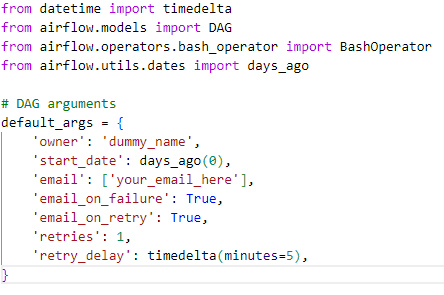 from datetime import timedelta
from airflow.models import DAG
from airflow.operators.bash_operator import BashOperator
from airflow.utils.dates import days_ago

# DAG arguments
default_args = {
    'owner': 'dummy_name',
    'start_date': days_ago(0),
    'email': ['your_email_here'],
    'email_on_failure': True,
    'email_on_retry': True,
    'retries': 1,
    'retry_delay': timedelta(minutes=5),
}